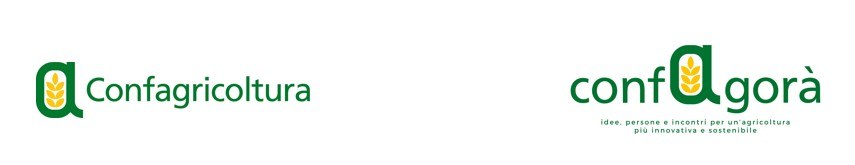 a Confagricoltura
confagorà
idee, persone e incontri per un'agricoltura
più innovativa e sostenibile